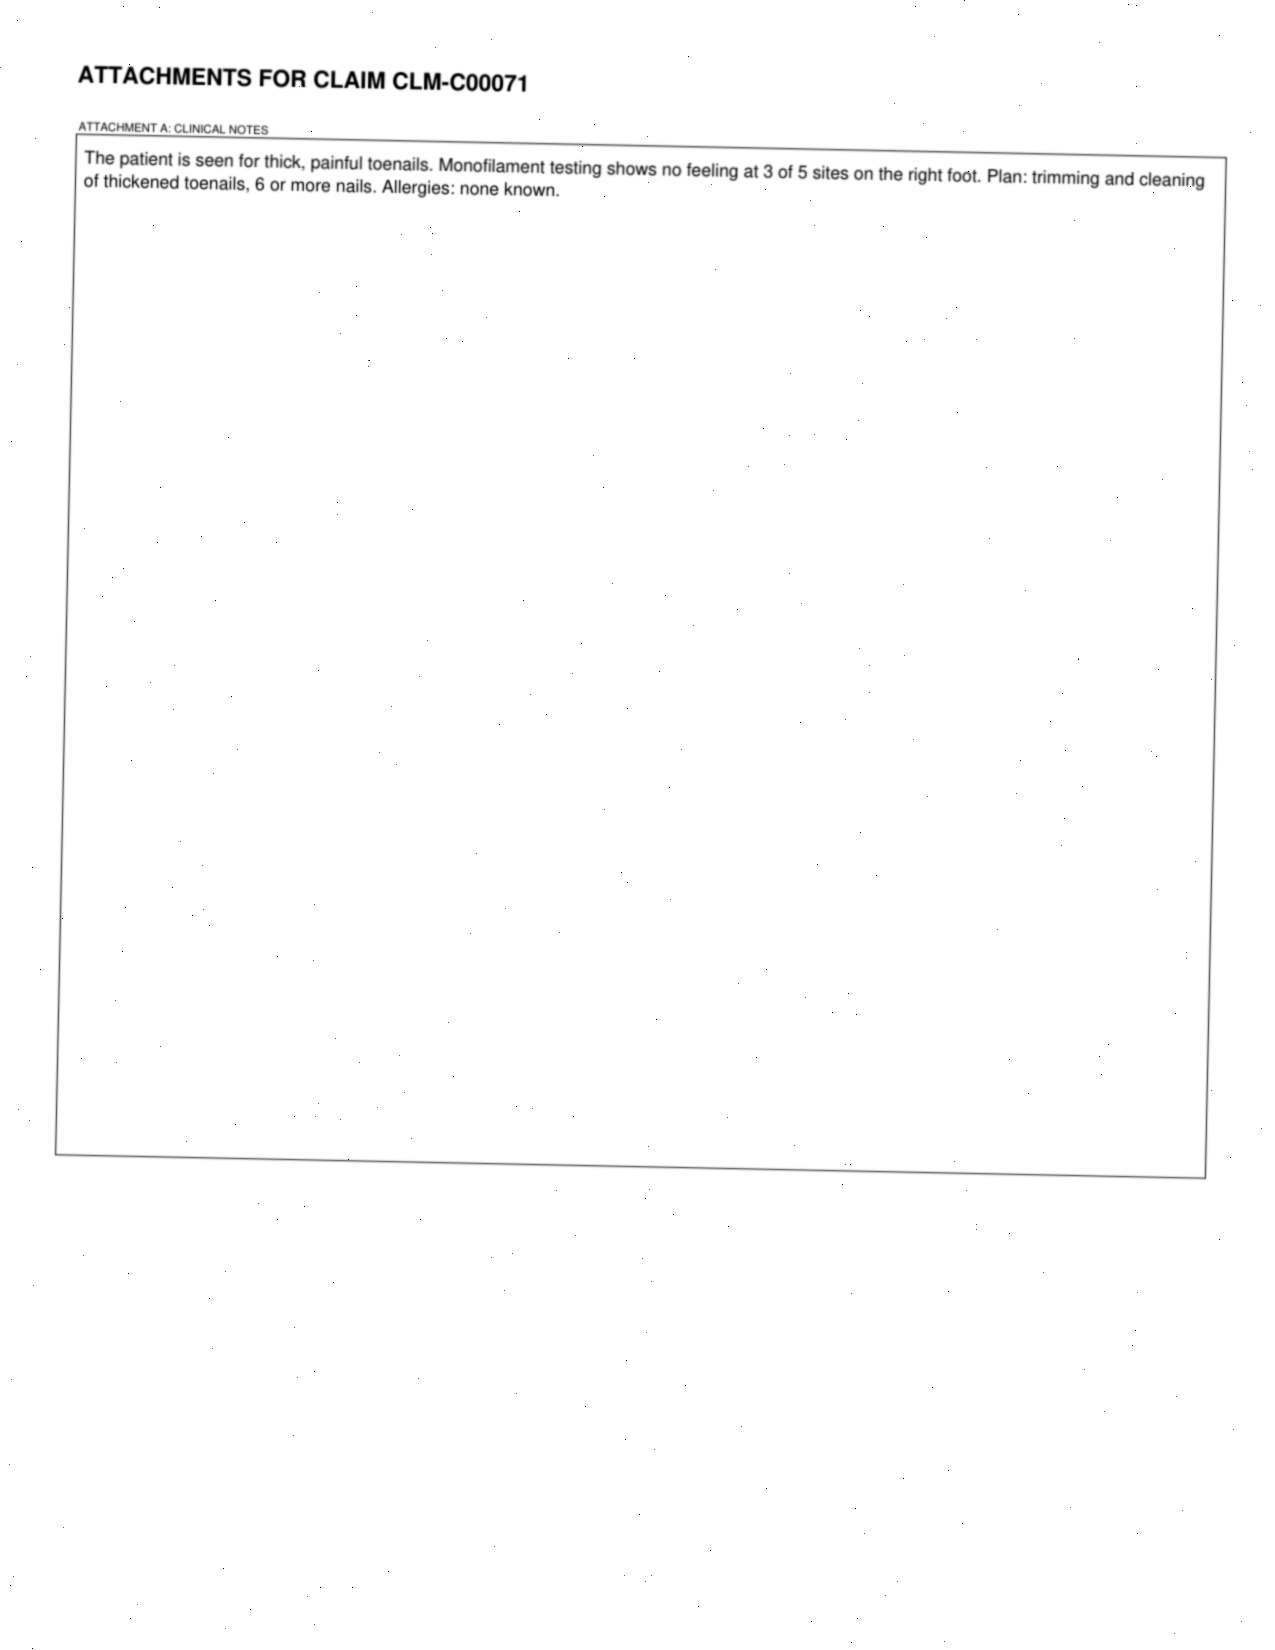 ATTACHMENTS FOR CLAIM CLM-C00071
ATTACHMENT A: CLINICAL NOTES
The patient is seen for thick, painful toenails. Monofilament testing shows no feeling at 3 of 5 sites on the right foot. Plan: trimming and cleaning
of thickened toenails, 6 or more nails. Allergies: none known.